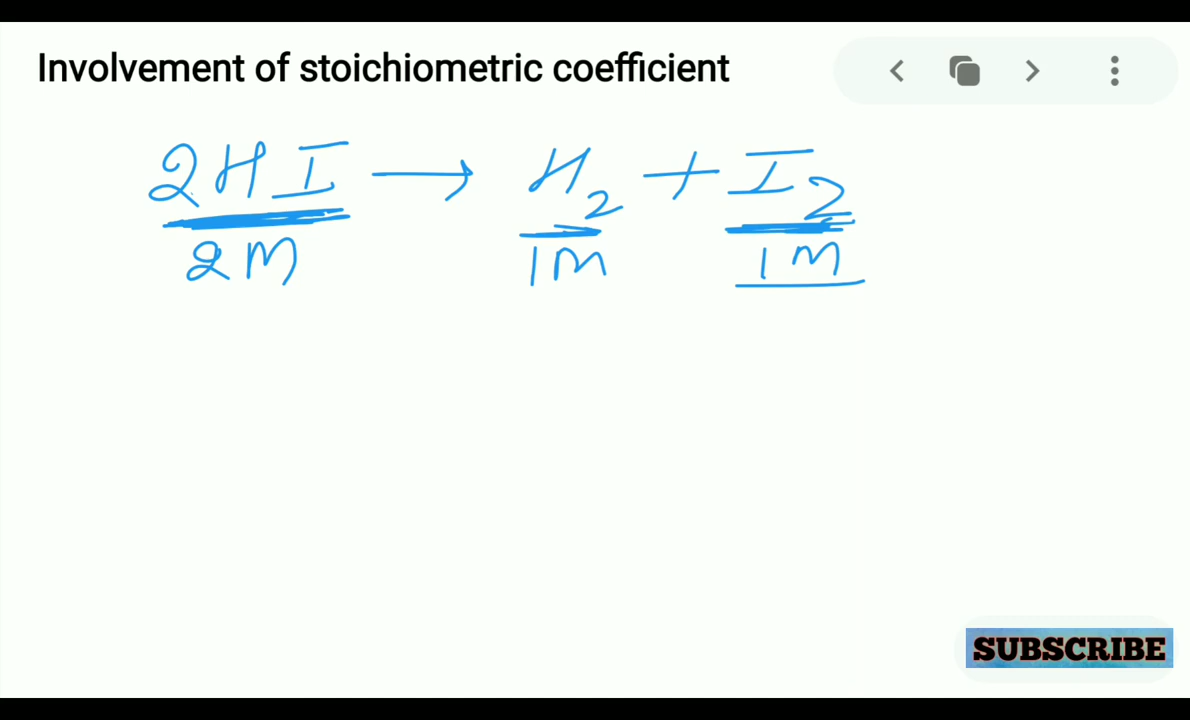 Involvement of stoichiometric coefficient
2HI → H₂ + I₂
2M 1M 1M
SUBSCRIBE